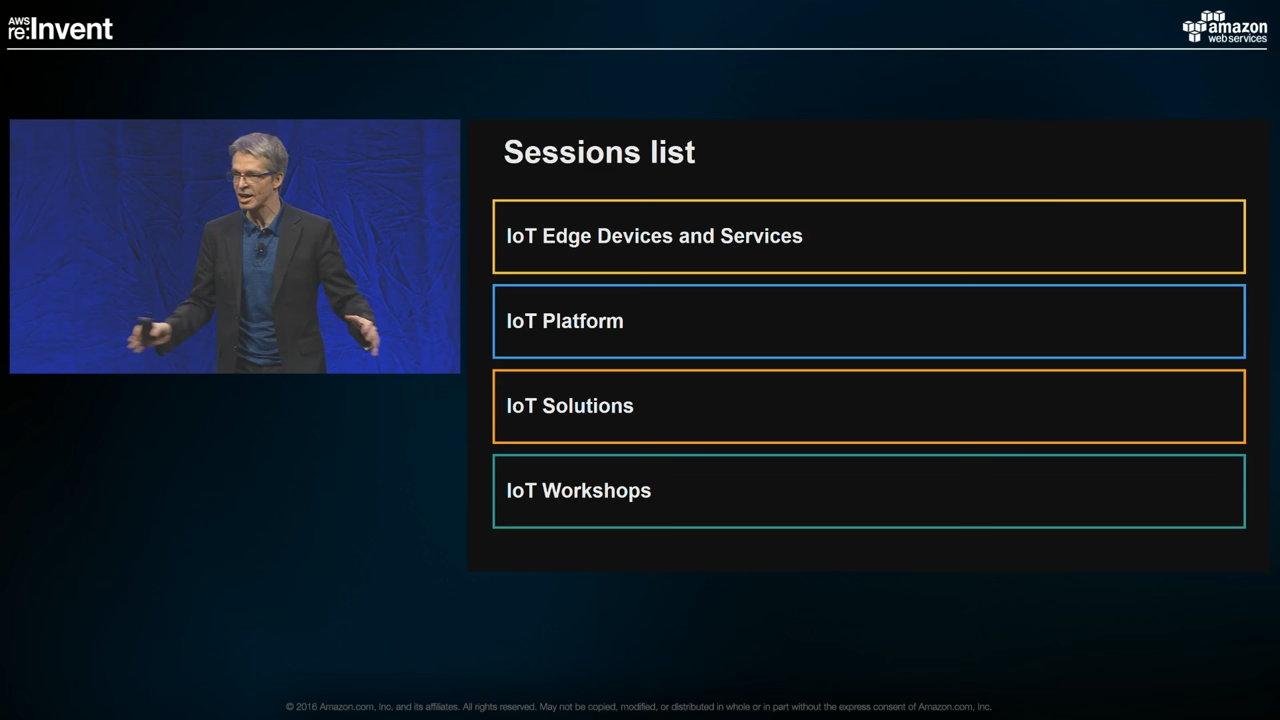 AWS
re:Invent
amazon
web services
Sessions list
IoT Edge Devices and Services
IoT Platform
IoT Solutions
IoT Workshops
© 2016 Amazon.com, Inc. and its affiliates. All rights reserved. May not be copied, modified, or distributed in whole or in part without the express consent of Amazon.com, Inc.